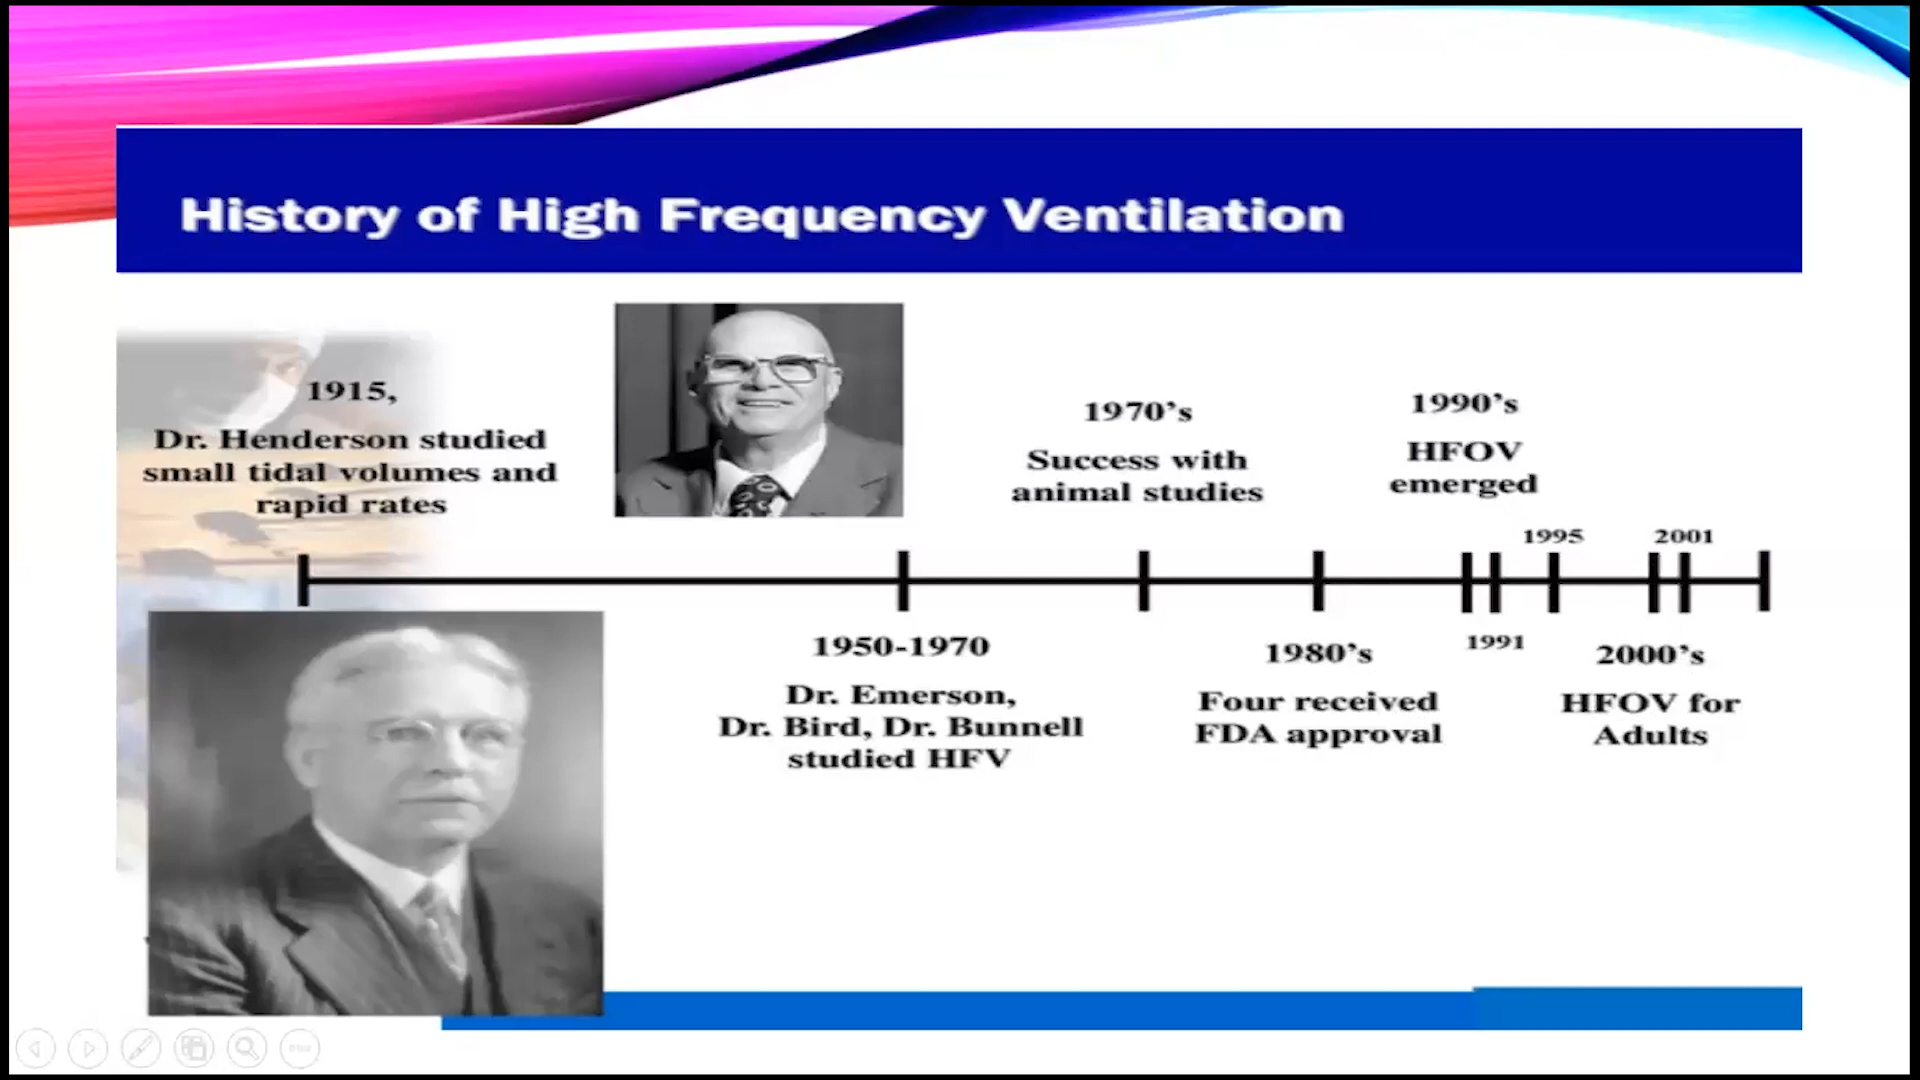 History of High Frequency Ventilation
1915,
Dr. Henderson studied
small tidal volumes and
rapid rates
1950-1970
Dr. Emerson,
Dr. Bird, Dr. Bunnell
studied HFV
1970's
Success with
animal studies
1980's
Four received
FDA approval
1990's
HFOV
emerged
1991
1995
2001
2000's
HFOV for
Adults